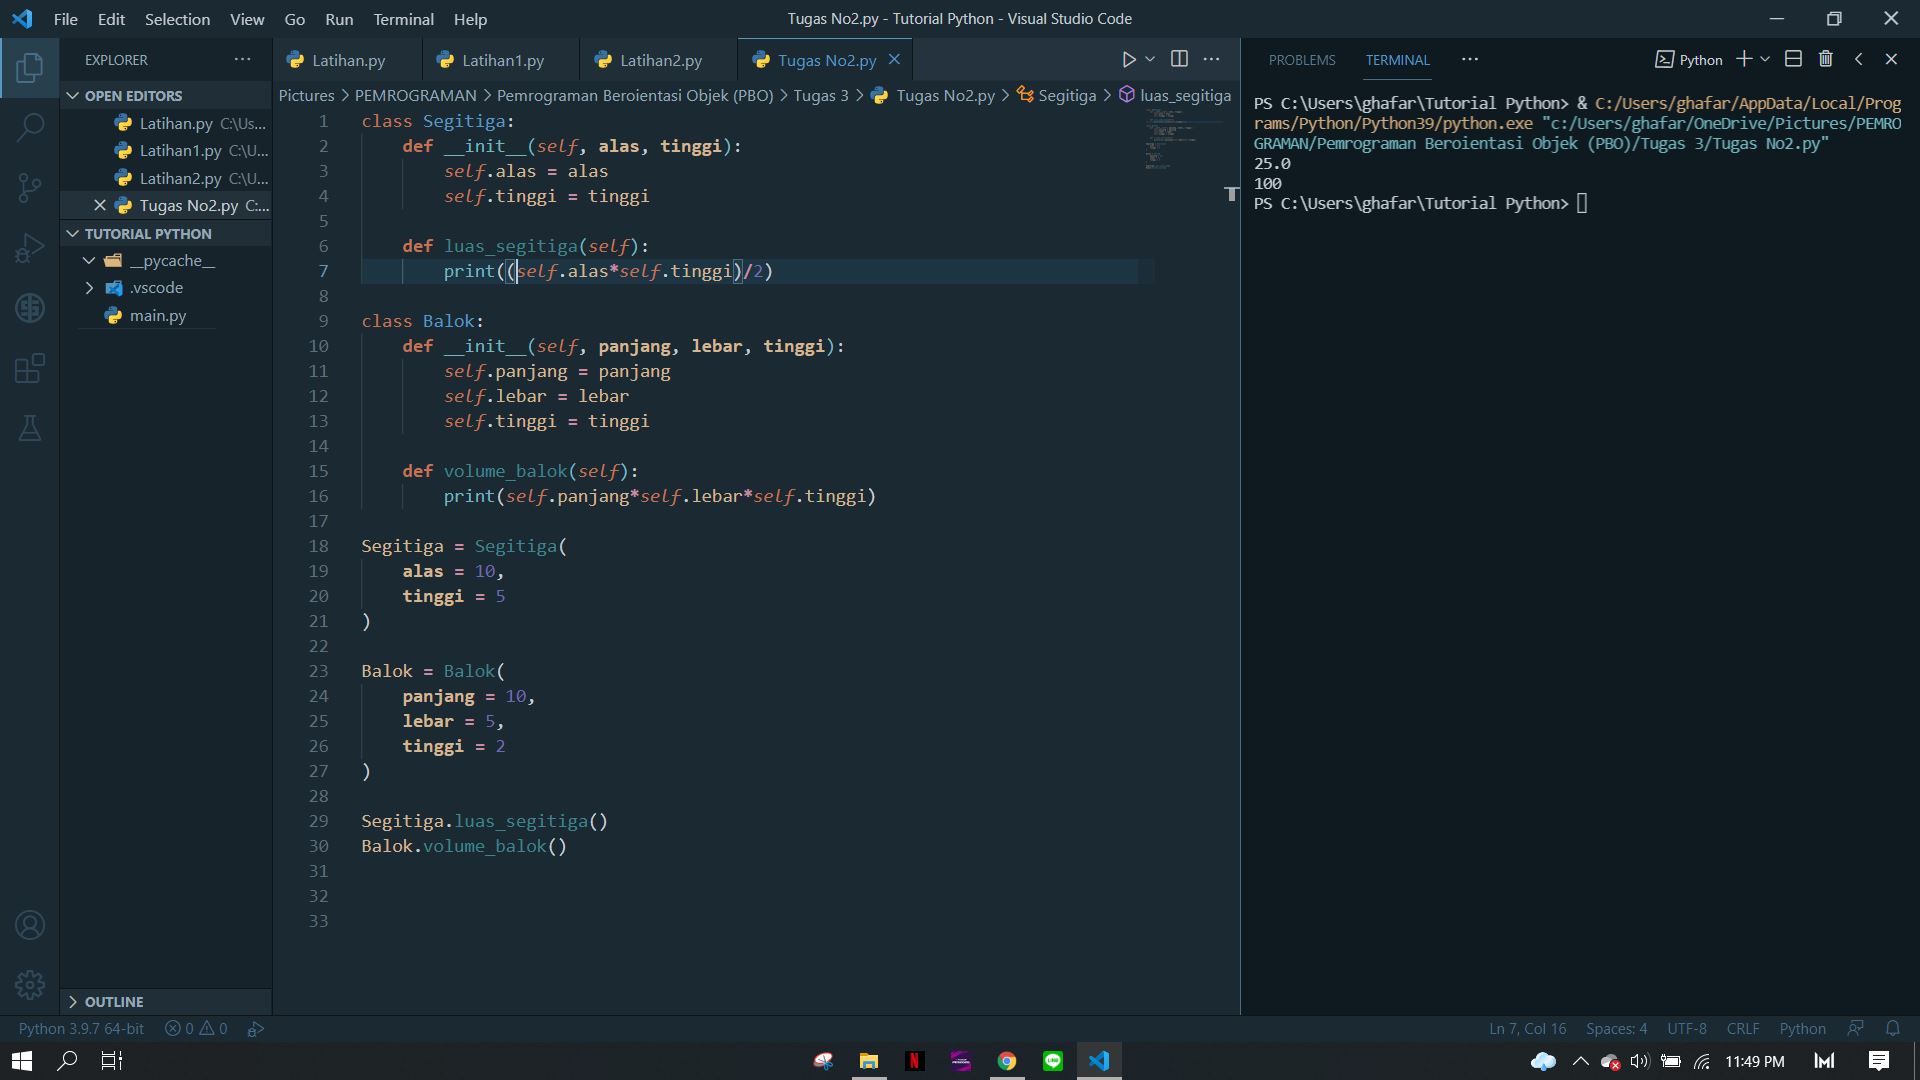 File Edit Selection View Go Run Terminal Help
Tugas No2.py - Tutorial Python - Visual Studio Code
EXPLORER
OPEN EDITORS
Latihan.py C:\Us...
Latihan1.py C:\U...
Latihan2.py C:\U...
Tugas No2.py C:...
TUTORIAL PYTHON
__pycache__
.vscode
main.py
OUTLINE
Latihan.py Latihan1.py Latihan2.py Tugas No2.py
Pictures > PEMROGRAMAN > Pemrograman Beroientasi Objek (PBO) > Tugas 3 > Tugas No2.py > Segitiga > luas_segitiga
1 class Segitiga:
2     def __init__(self, alas, tinggi):
3         self.alas = alas
4         self.tinggi = tinggi
5
6     def luas_segitiga(self):
7         print((self.alas*self.tinggi)/2)
8
9 class Balok:
10     def __init__(self, panjang, lebar, tinggi):
11         self.panjang = panjang
12         self.lebar = lebar
13         self.tinggi = tinggi
14
15     def volume_balok(self):
16         print(self.panjang*self.lebar*self.tinggi)
17
18 Segitiga = Segitiga(
19     alas = 10,
20     tinggi = 5
21 )
22
23 Balok = Balok(
24     panjang = 10,
25     lebar = 5,
26     tinggi = 2
27 )
28
29 Segitiga.luas_segitiga()
30 Balok.volume_balok()
31
32
33
PROBLEMS TERMINAL Python
PS C:\Users\ghafar\Tutorial Python> & C:/Users/ghafar/AppData/Local/Prog
rams/Python/Python39/python.exe "c:/Users/ghafar/OneDrive/Pictures/PEMRO
GRAMAN/Pemrograman Beroientasi Objek (PBO)/Tugas 3/Tugas No2.py"
25.0
100
PS C:\Users\ghafar\Tutorial Python>
Python 3.9.7 64-bit 0 0
Ln 7, Col 16 Spaces: 4 UTF-8 CRLF Python
11:49 PM